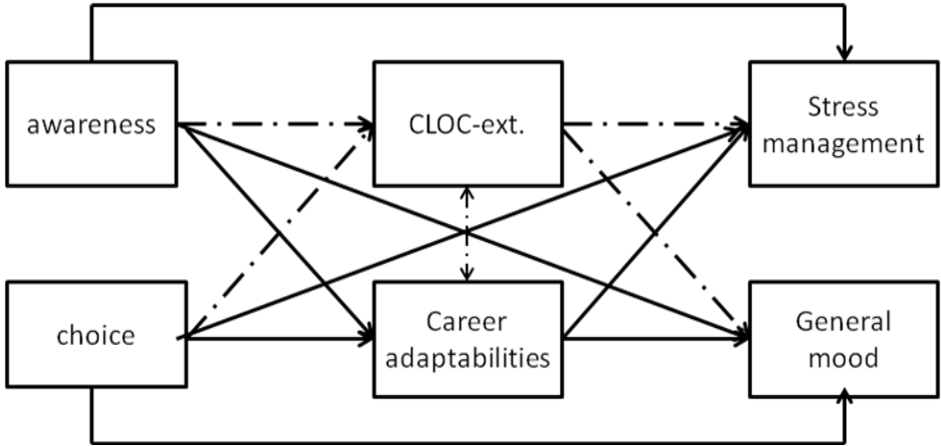 awareness
CLOC-ext.
Stress
management
choice
Career
adaptabilities
General
mood